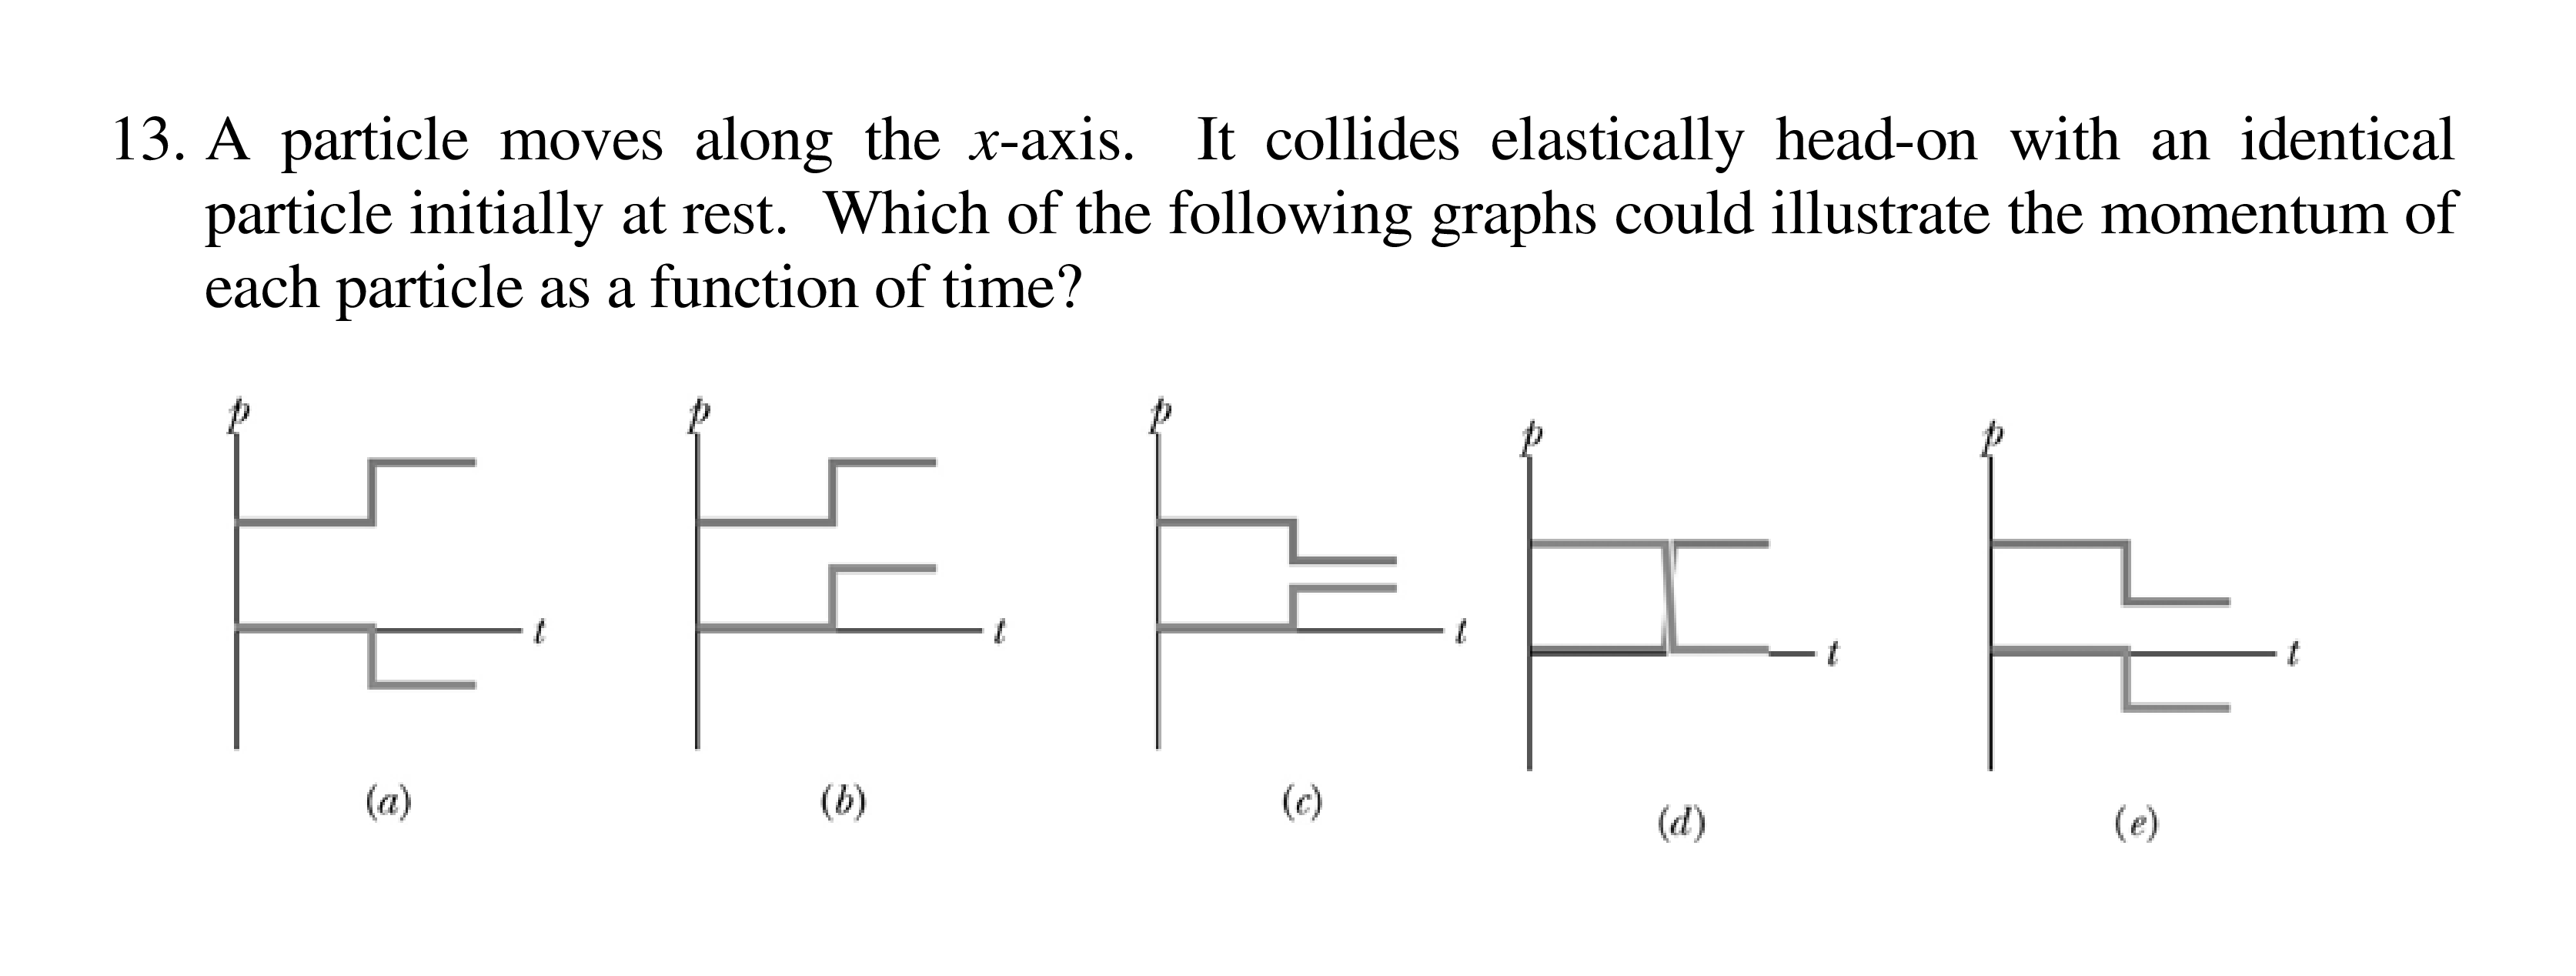 13. A particle moves along the x-axis. It collides elastically head-on with an identical
particle initially at rest. Which of the following graphs could illustrate the momentum of
each particle as a function of time?
p p p p p
t t t t t
(a) (b) (c) (d) (e)